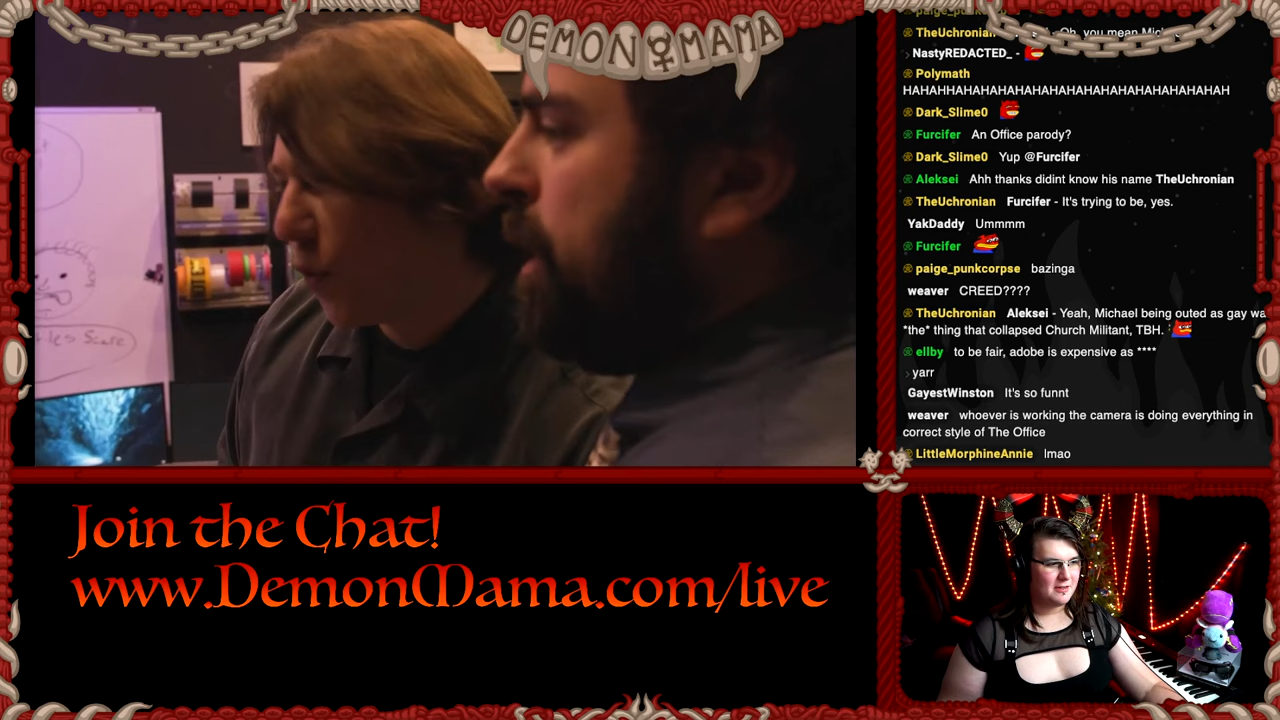 DEMON MAMA
TheUchronian
Oh, you mean
NastyREDACTED_ -
Polymath
HAHAHHAHAHAHAHAHAHAHAHAHAHAHAHAHAHAHAH
Dark_Slime0
Furcifer An Office parody?
Dark_Slime0 Yup @Furcifer
Aleksei Ahh thanks didint know his name TheUchronian
TheUchronian Furcifer - It's trying to be, yes.
YakDaddy Ummmm
Furcifer
paige_punkcorpse bazinga
weaver CREED????
TheUchronian Aleksei - Yeah, Michael being outed as gay wa
*the* thing that collapsed Church Militant, TBH.
ellby to be fair, adobe is expensive as ****
yarr
GayestWinston It's so funnt
weaver whoever is working the camera is doing everything in
correct style of The Office
LittleMorphineAnnie lmao
Join the Chat!
www.DemonMama.com/live